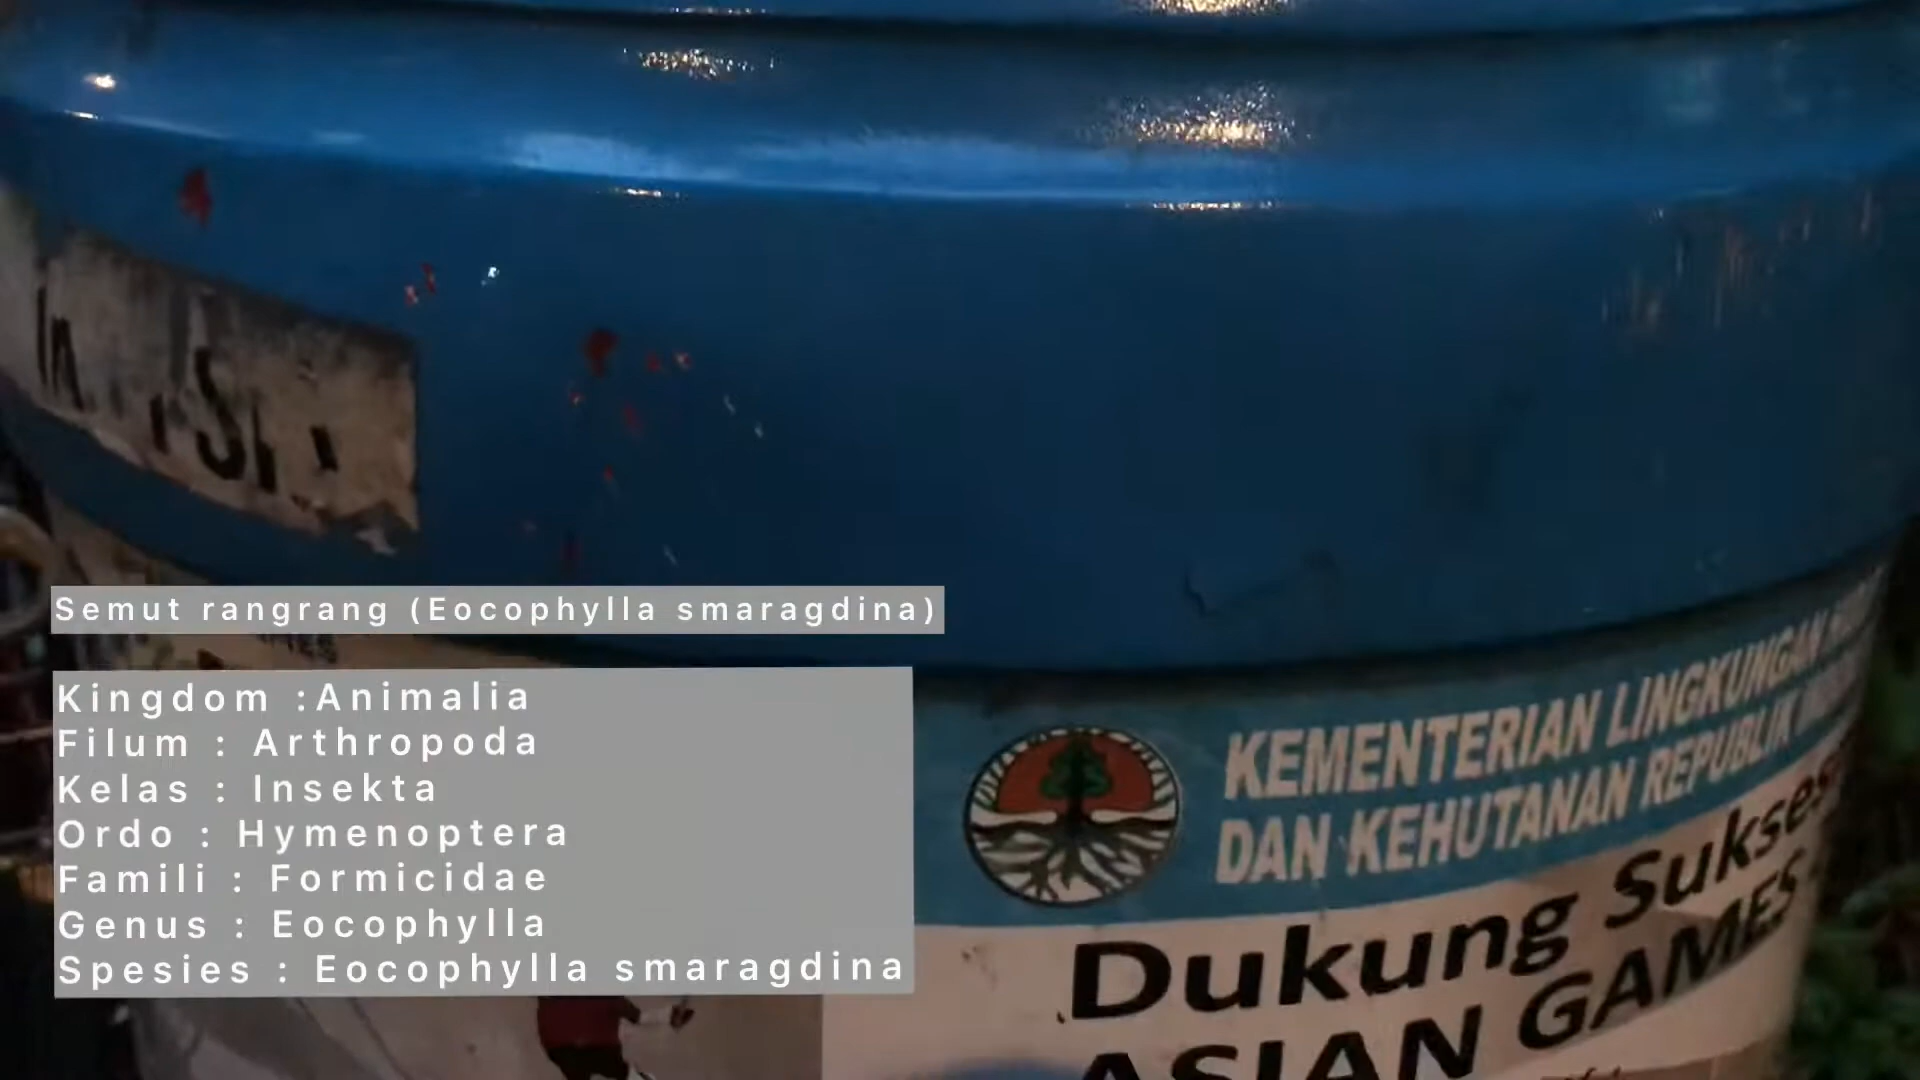 Semut rangrang (Eocophylla smaragdina)
Kingdom :Animalia
Filum : Arthropoda
Kelas : Insekta
Ordo : Hymenoptera
Famili : Formicidae
Genus : Eocophylla
Spesies : Eocophylla smaragdina
KEMENTERIAN LINGKUNGAN
DAN KEHUTANAN REPUBLIK
Dukung Sukses
ASIAN GAMES